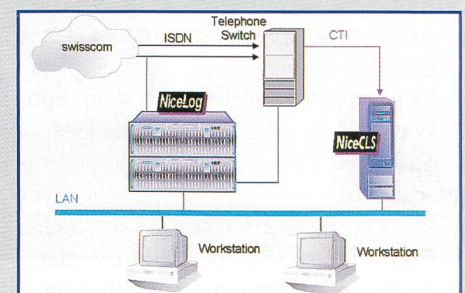 swisscom
ISDN
Telephone
Switch
CTI
NiceLog
NiceCLS
LAN
Workstation
Workstation